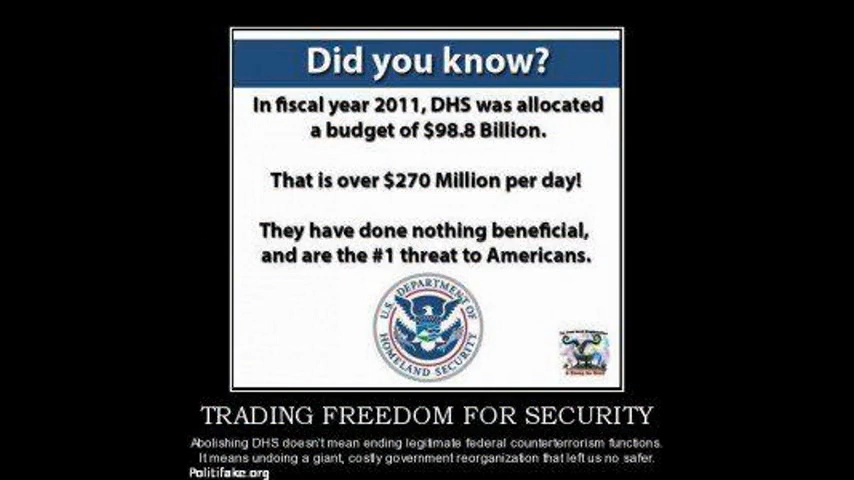 Did you know?
In fiscal year 2011, DHS was allocated
a budget of $98.8 Billion.
That is over $270 Million per day!
They have done nothing beneficial,
and are the #1 threat to Americans.
U.S. DEPARTMENT OF
HOMELAND SECURITY
TRADING FREEDOM FOR SECURITY
Abolishing DHS doesn't mean ending legitimate federal counterterrorism functions.
It means undoing a giant, costly government reorganization that left us no safer.
Politifake.org